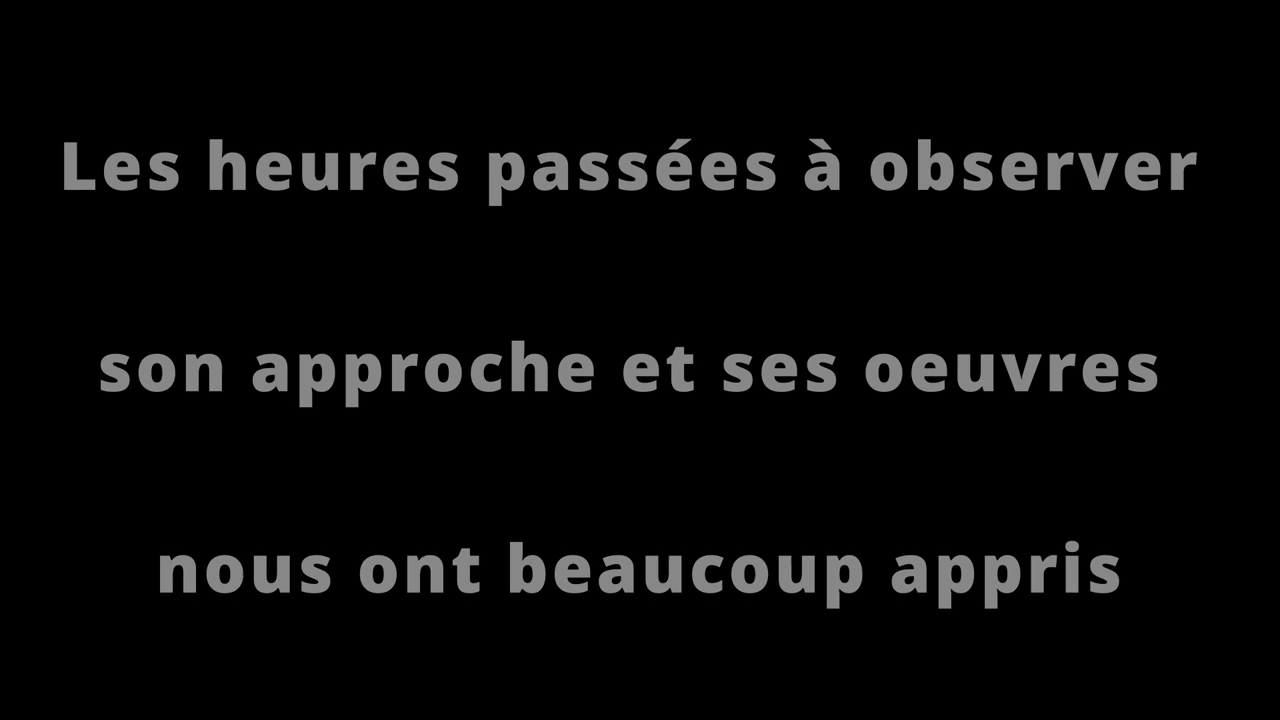 Les heures passées à observer
son approche et ses oeuvres
nous ont beaucoup appris